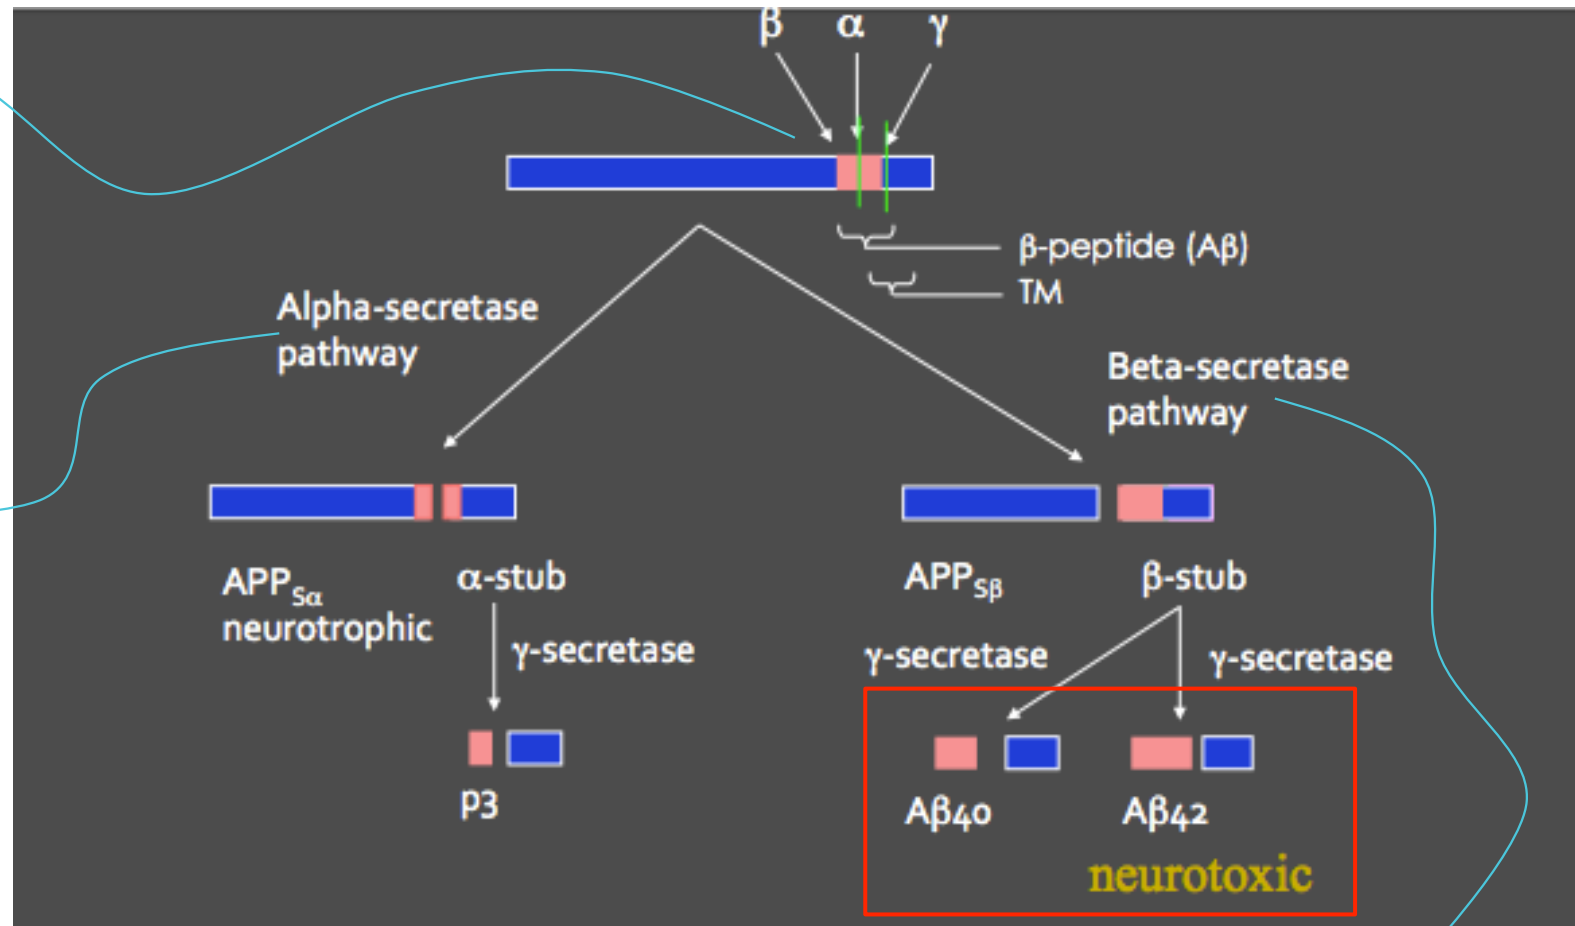 β α γ
β-peptide (Aβ)
TM
Alpha-secretase
pathway
Beta-secretase
pathway
APPSα
neurotrophic
α-stub
γ-secretase
p3
APPSβ
β-stub
γ-secretase
γ-secretase
Aβ40
Aβ42
neurotoxic